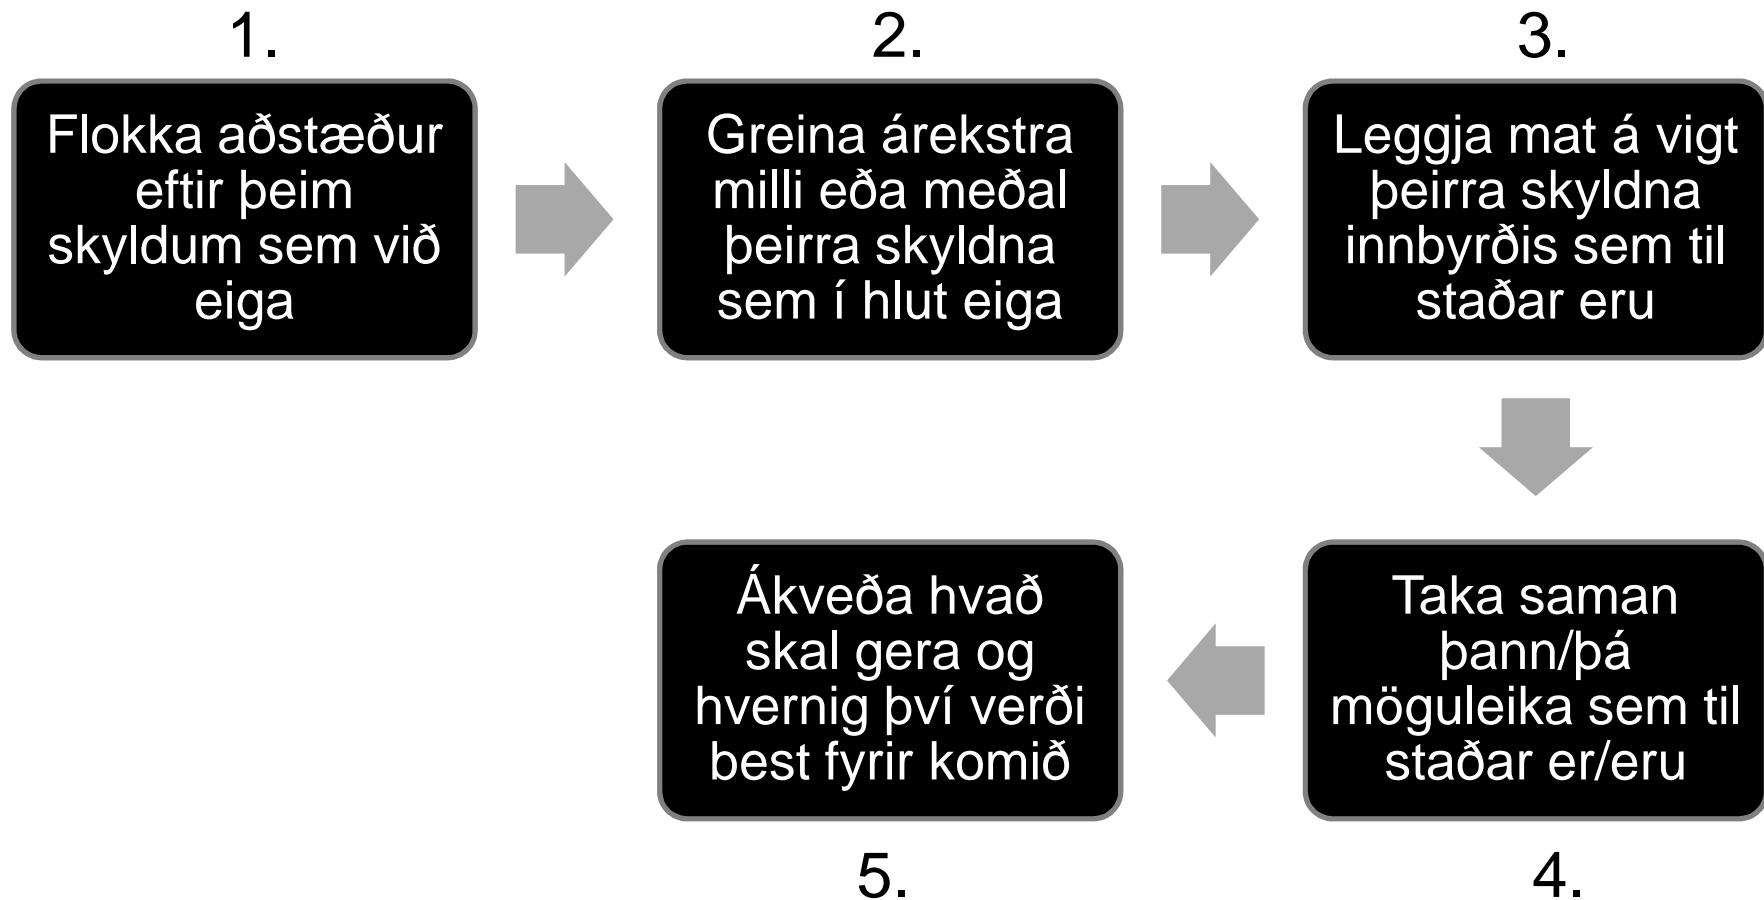 1.
Flokka aðstæður
eftir þeim
skyldum sem við
eiga
2.
Greina árekstra
milli eða meðal
þeirra skyldna
sem í hlut eiga
3.
Leggja mat á vigt
þeirra skyldna
innbyrðis sem til
staðar eru
Taka saman
þann/þá
möguleika sem til
staðar er/eru
4.
Ákveða hvað
skal gera og
hvernig því verði
best fyrir komið
5.